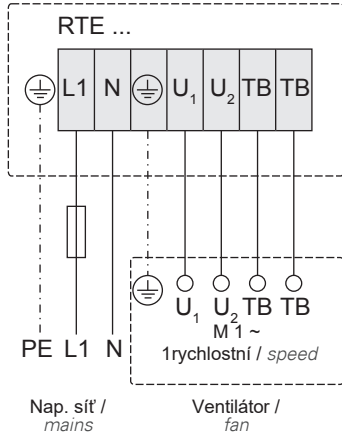 RTE ...
L1 N U1 U2 TB TB
U1 U2 TB TB
M 1 ~
PE L1 N
1rychlostní / speed
Nap. síť / Ventilátor /
mains fan